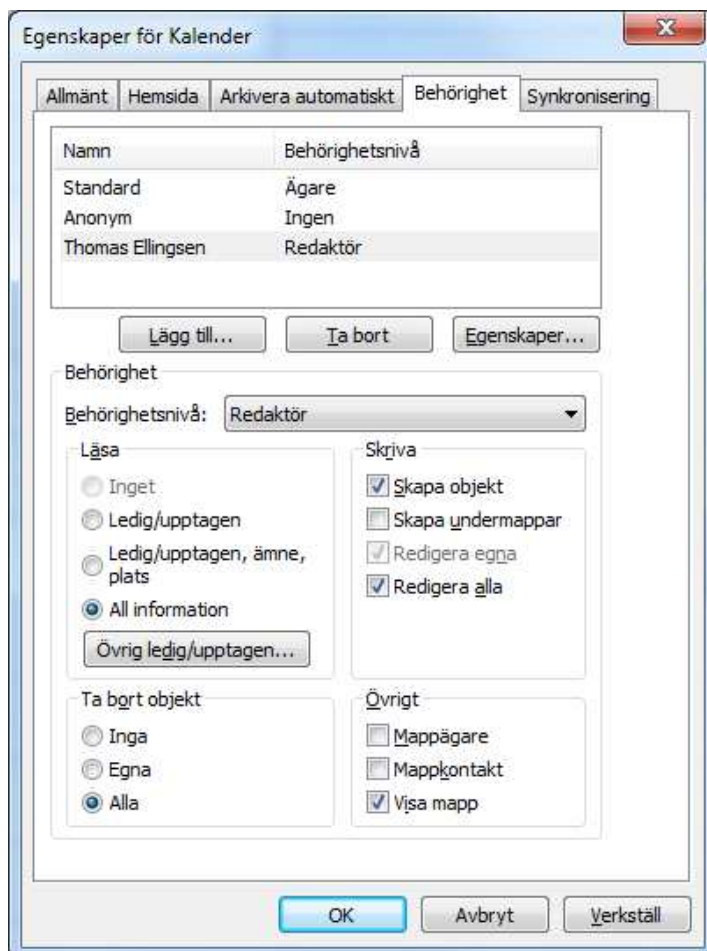 Egenskaper för Kalender
Allmänt Hemsida Arkivera automatiskt Behörighet Synkronisering
Namn Behörighetsnivå
Standard Ägare
Anonym Ingen
Thomas Ellingsen Redaktör
Lägg till... Ta bort Egenskaper...
Behörighet
Behörighetsnivå: Redaktör
Läsa
Inget
Ledig/upptagen
Ledig/upptagen, ämne,
plats
All information
Övrig ledig/upptagen...
Skriva
Skapa objekt
Skapa undermappar
Redigera egna
Redigera alla
Ta bort objekt
Inga
Egna
Alla
Övrigt
Mappägare
Mappkontakt
Visa mapp
OK Avbryt Verkställ